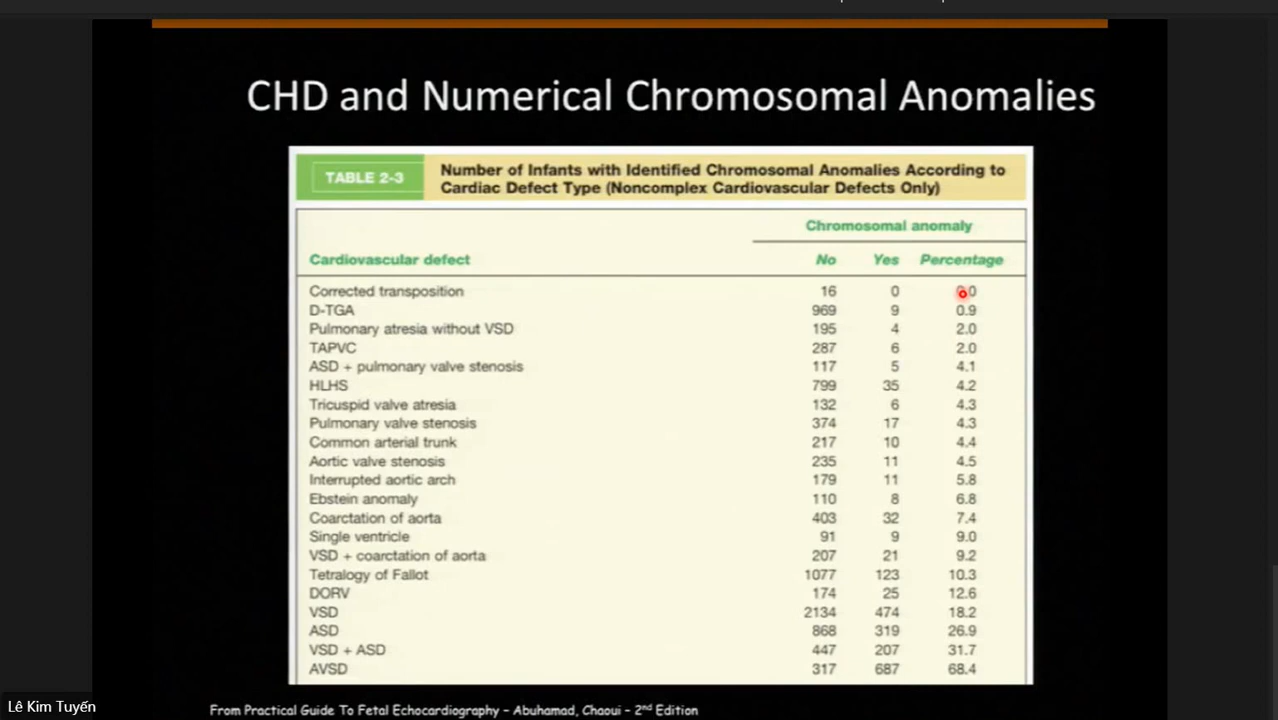 CHD and Numerical Chromosomal Anomalies
TABLE 2-3
Number of Infants with Identified Chromosomal Anomalies According to
Cardiac Defect Type (Noncomplex Cardiovascular Defects Only)
Chromosomal anomaly
Cardiovascular defect No Yes Percentage
Corrected transposition 16 0 0.0
D-TGA 969 9 0.9
Pulmonary atresia without VSD 195 4 2.0
TAPVC 287 6 2.0
ASD + pulmonary valve stenosis 117 5 4.1
HLHS 799 35 4.2
Tricuspid valve atresia 132 6 4.3
Pulmonary valve stenosis 374 17 4.3
Common arterial trunk 217 10 4.4
Aortic valve stenosis 235 11 4.5
Interrupted aortic arch 179 11 5.8
Ebstein anomaly 110 8 6.8
Coarctation of aorta 403 32 7.4
Single ventricle 91 9 9.0
VSD + coarctation of aorta 207 21 9.2
Tetralogy of Fallot 1077 123 10.3
DORV 174 25 12.6
VSD 2134 474 18.2
ASD 868 319 26.9
VSD + ASD 447 207 31.7
AVSD 317 687 68.4
Lê Kim Tuyến
From Practical Guide To Fetal Echocardiography – Abuhamad, Chaoui – 2nd Edition